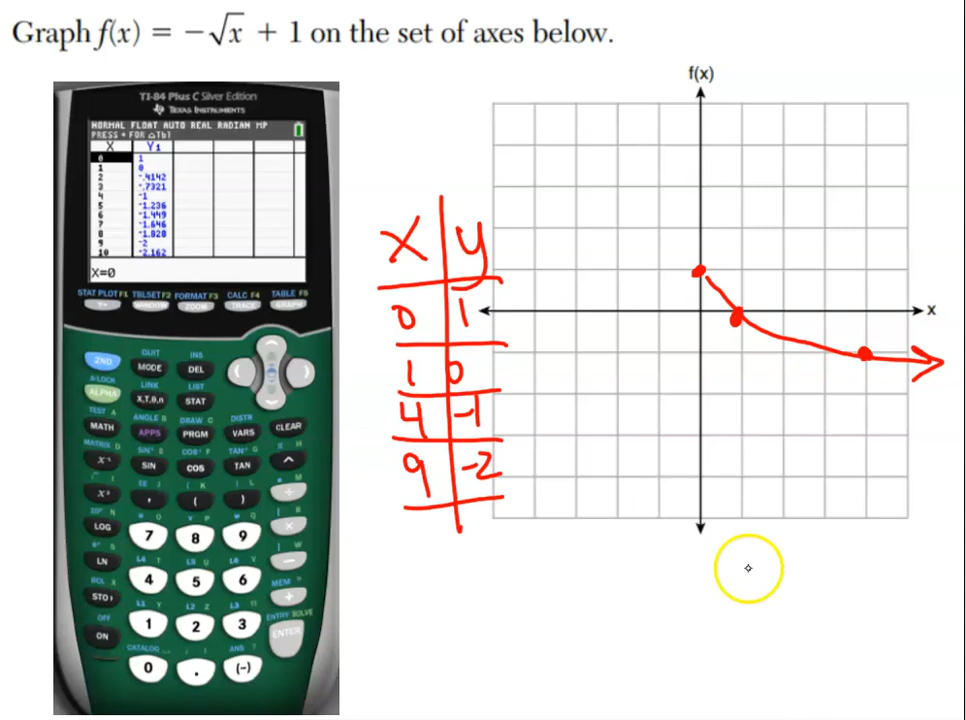 Graph f(x) = −√x + 1 on the set of axes below.
TI-84 Plus C Silver Edition
TEXAS INSTRUMENTS
NORMAL FLOAT AUTO REAL RADIAN MP
PRESS + FOR △Tbl
X Y1
0 1
1 0
2 -.4142
3 -.7321
4 -1
5 -1.236
6 -1.449
7 -1.646
8 -1.828
9 -2
10 -2.162
X=0
STAT PLOT F1 TBLSET F2 FORMAT F3 CALC F4 TABLE F5
Y= WINDOW ZOOM TRACE GRAPH
QUIT INS
2ND MODE DEL
A-LOCK LINK LIST
ALPHA X,T,θ,n STAT
TEST A ANGLE B DRAW C DISTR
MATH APPS PRGM VARS CLEAR
MATRIX D SIN⁻¹ E COS⁻¹ F TAN⁻¹ G H
X⁻¹ SIN COS TAN ^
EE J { K } L M
X² , ( ) ÷
10ˣ N u O v P w Q [ R
LOG 7 8 9 ×
eˣ S L4 T L5 U L6 V ] W
LN 4 5 6 −
RCL X L1 Y L2 Z L3 MEM "
STO› 1 2 3 +
OFF CATALOG ANS ? ENTRY SOLVE
ON 0 . (−) ENTER
x y
0 1
1 0
4 -1
9 -2
f(x)
x